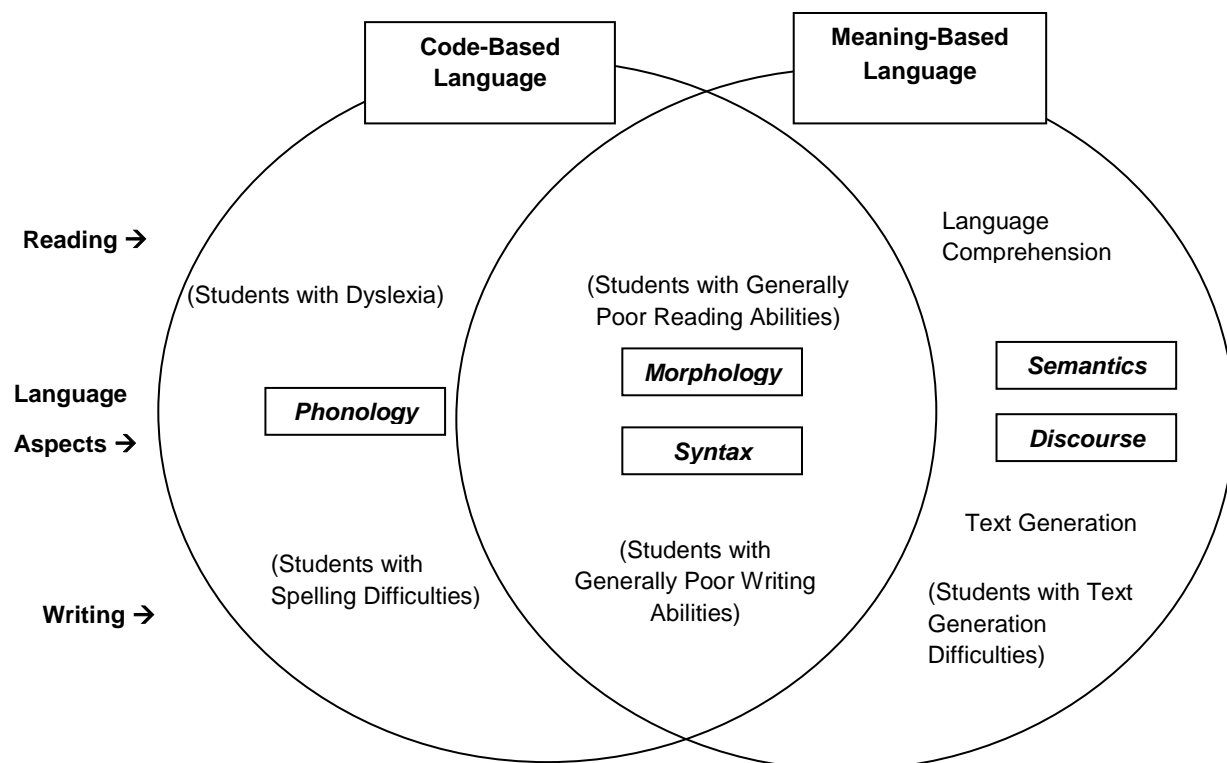 Code-Based
Language
Meaning-Based
Language
Reading →
Language
Comprehension
(Students with Dyslexia)
(Students with Generally
Poor Reading Abilities)
Language
Aspects →
Phonology
Morphology
Syntax
Semantics
Discourse
Writing →
(Students with
Spelling Difficulties)
(Students with
Generally Poor Writing
Abilities)
Text Generation
(Students with Text
Generation
Difficulties)